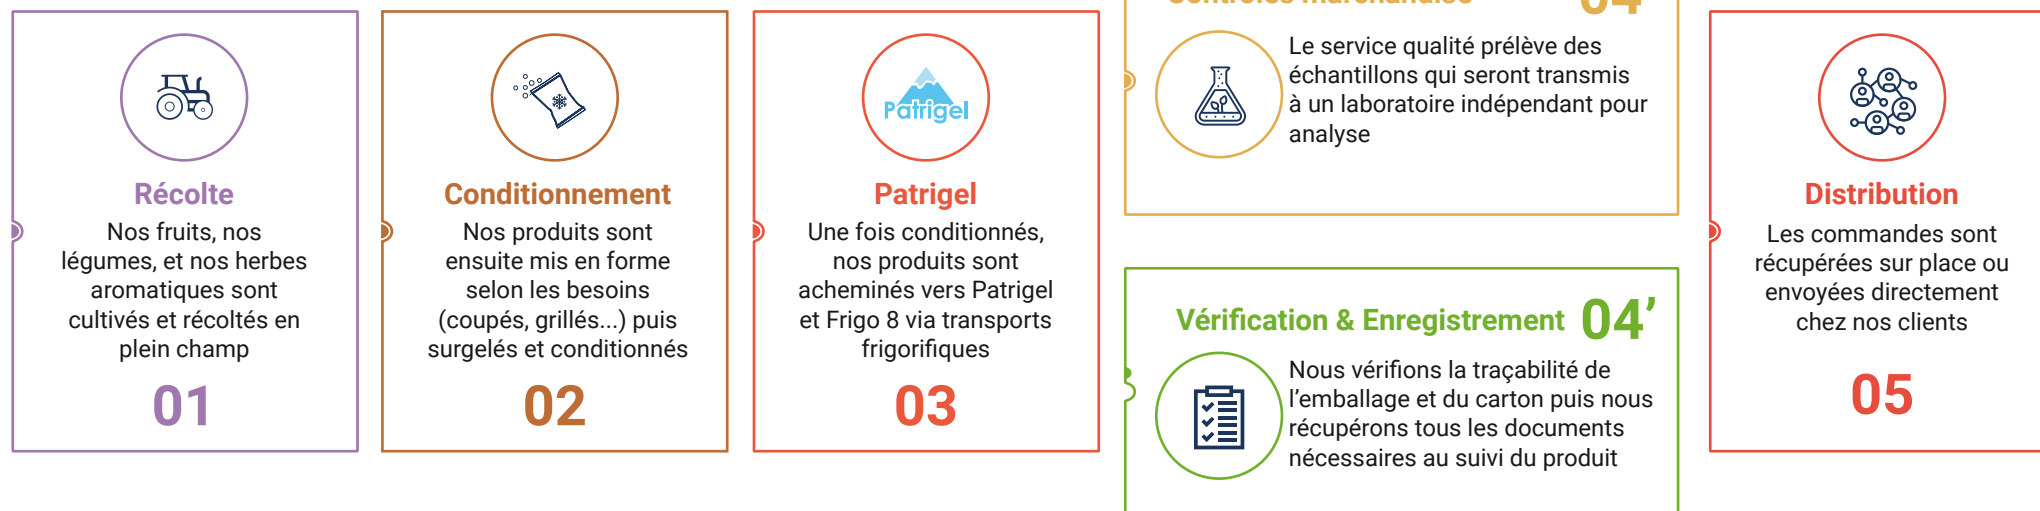 Patrigel
Récolte
Nos fruits, nos
légumes, et nos herbes
aromatiques sont
cultivés et récoltés en
plein champ
01
Conditionnement
Nos produits sont
ensuite mis en forme
selon les besoins
(coupés, grillés...) puis
surgelés et conditionnés
02
Patrigel
Une fois conditionnés,
nos produits sont
acheminés vers Patrigel
et Frigo 8 via transports
frigorifiques
03
Contrôles marchandise 04
Le service qualité prélève des
échantillons qui seront transmis
à un laboratoire indépendant pour
analyse
Vérification & Enregistrement 04’
Nous vérifions la traçabilité de
l’emballage et du carton puis nous
récupérons tous les documents
nécessaires au suivi du produit
Distribution
Les commandes sont
récupérées sur place ou
envoyées directement
chez nos clients
05